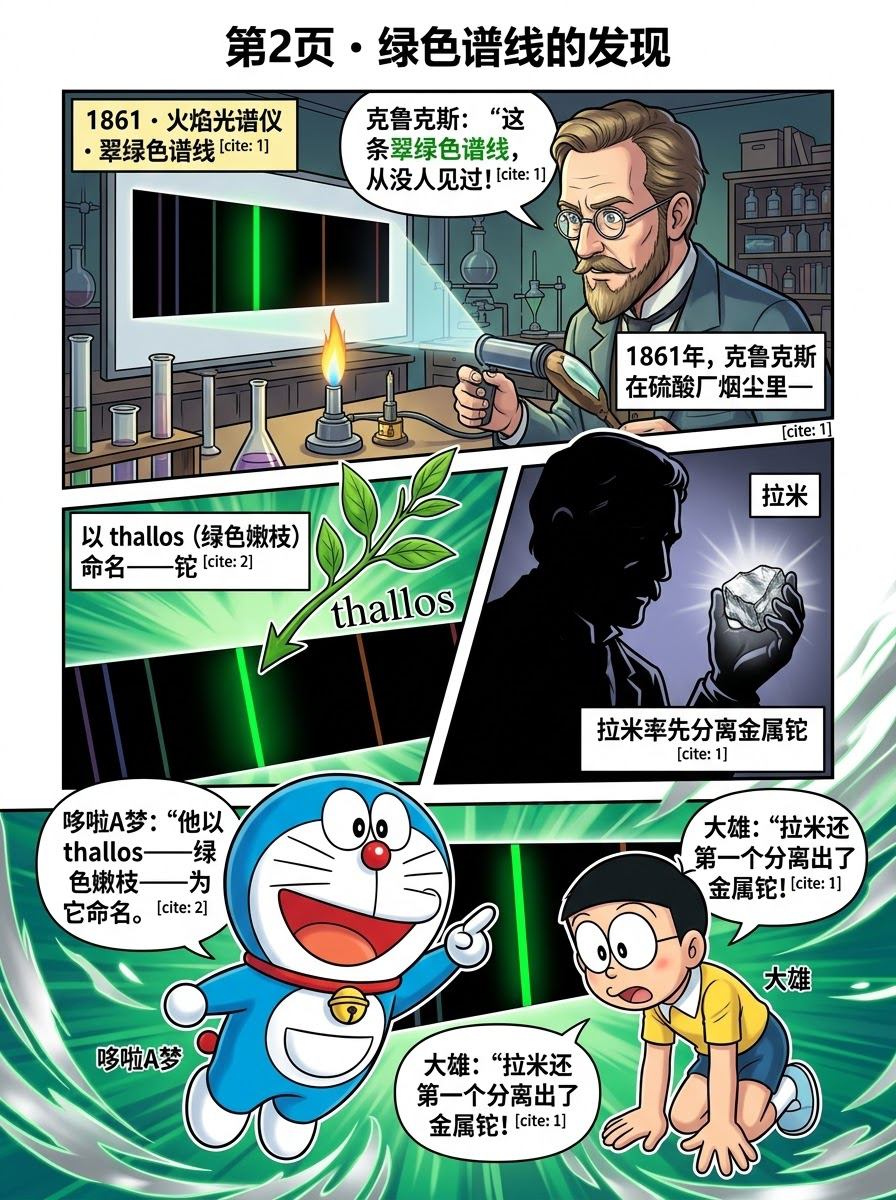 第2页·绿色谱线的发现
1861·火焰光谱仪
·翠绿色谱线 [cite: 1]
克鲁克斯：“这
条翠绿色谱线，
从没人见过！[cite: 1]
1861年，克鲁克斯
在硫酸厂烟尘里—
[cite: 1]
以 thallos（绿色嫩枝）
命名——铊 [cite: 2]
thallos
拉米
拉米率先分离金属铊
[cite: 1]
哆啦A梦：“他以
thallos——绿
色嫩枝——为
它命名。 [cite: 2]
大雄：“拉米还
第一个分离出了
金属铊！[cite: 1]
大雄
哆啦A梦
大雄：“拉米还
第一个分离出了
金属铊！[cite: 1]